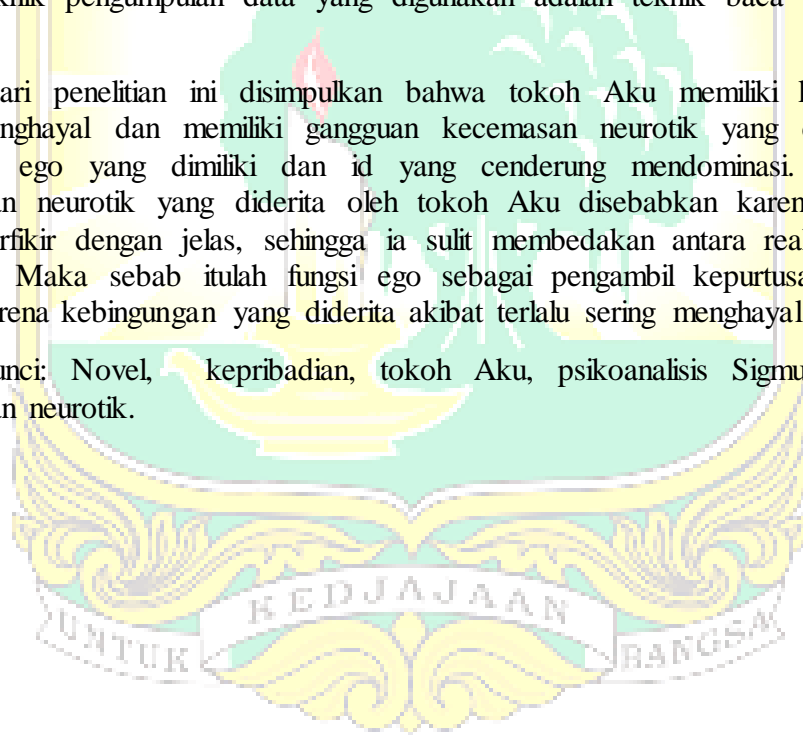 knik pengumpulan data yang digunakan adalah teknik baca
ari penelitian ini disimpulkan bahwa tokoh Aku memiliki
nghayal dan memiliki gangguan kecemasan neurotik yang
ego yang dimiliki dan id yang cenderung mendominasi.
an neurotik yang diderita oleh tokoh Aku disebabkan karen
rfikir dengan jelas, sehingga ia sulit membedakan antara real
Maka sebab itulah fungsi ego sebagai pengambil kepurtusa
rena kebingungan yang diderita akibat terlalu sering menghayal
unci: Novel, kepribadian, tokoh Aku, psikoanalisis Sigmu
an neurotik.
UNTUK KEDJAJAAN BANGSA